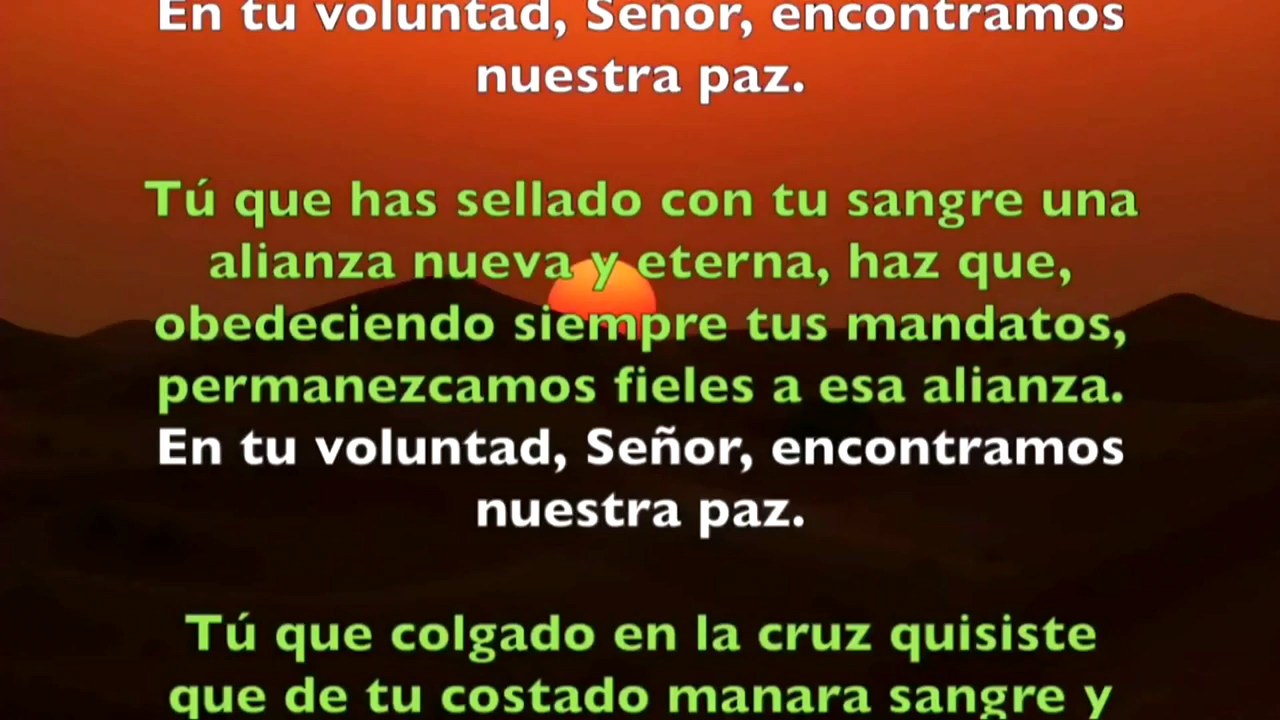 En tu voluntad, Señor, encontramos
nuestra paz.
Tú que has sellado con tu sangre una
alianza nueva y eterna, haz que,
obedeciendo siempre tus mandatos,
permanezcamos fieles a esa alianza.
En tu voluntad, Señor, encontramos
nuestra paz.
Tú que colgado en la cruz quisiste
que de tu costado manara sangre y